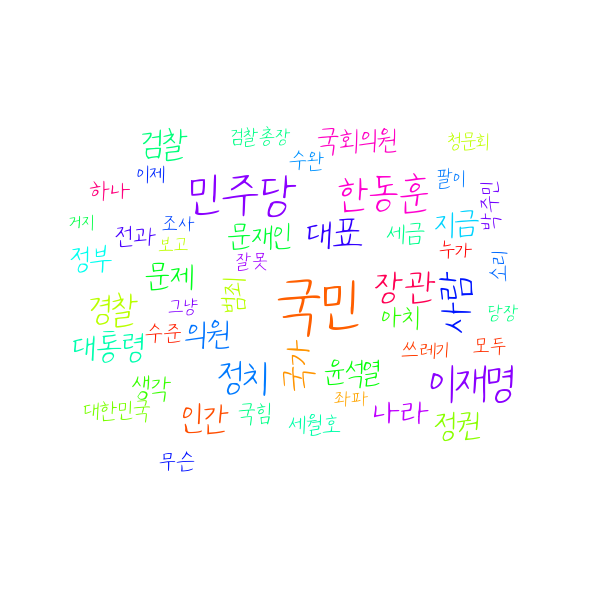 검찰
검찰총장
국회의원
청문회
수완
이제
하나
민주당
한동훈
팔이
박주민
거지
전과
조사
보고
문재인
대표
세금
지금
누가
정부
문제
잘못
범죄
국민
장관
사람
소리
경찰
그냥
아치
당장
대통령
수준
의원
국가
쓰레기
모두
생각
정치
윤석열
좌파
이재명
대한민국
인간
국힘
세월호
나라
정권
무슨